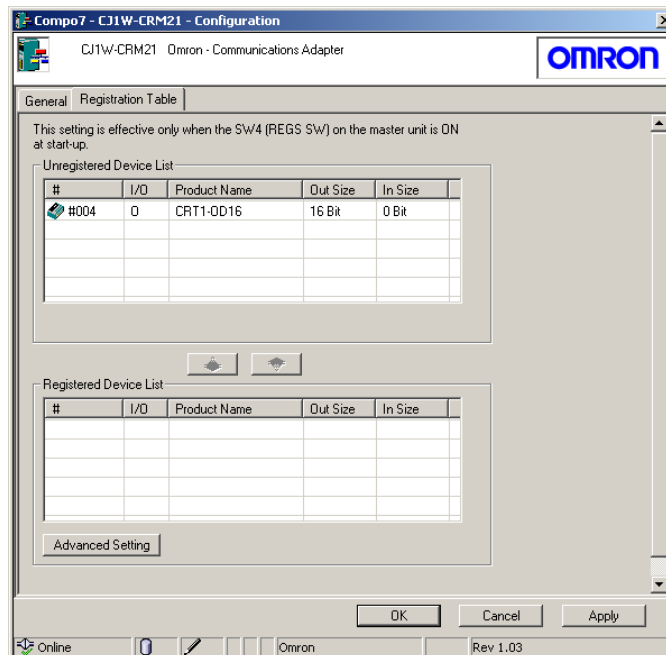 Compo7 - CJ1W-CRM21 - Configuration
CJ1W-CRM21 Omron - Communications Adapter
OMRON
General Registration Table
This setting is effective only when the SW4 (REGS SW) on the master unit is ON
at start-up.
Unregistered Device List
# I/O Product Name Out Size In Size
#004 O CRT1-OD16 16 Bit 0 Bit
Registered Device List
# I/O Product Name Out Size In Size
Advanced Setting
OK Cancel Apply
Online Omron Rev 1.03